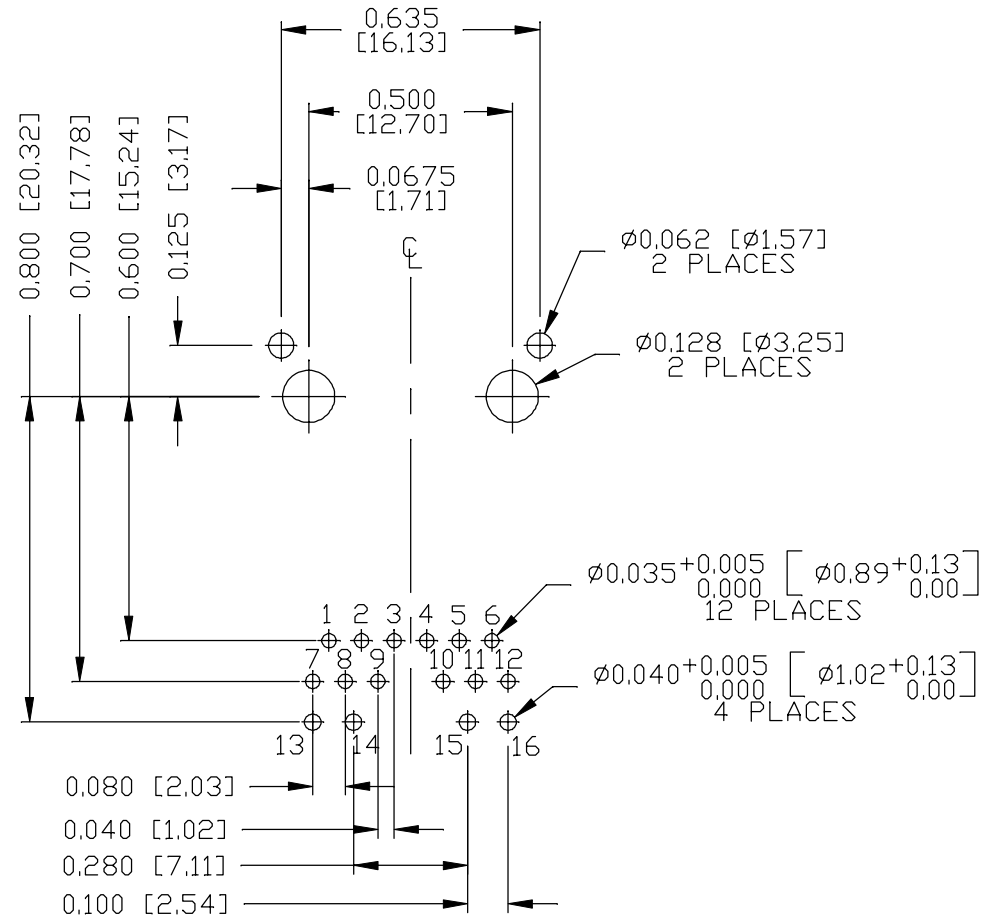 0.635
[16.13]
0.500
[12.70]
0.0675
[1.71]
0.800 [20.32]
0.700 [17.78]
0.600 [15.24]
0.125 [3.17]
℄
Ø0.062 [Ø1.57]
2 PLACES
Ø0.128 [Ø3.25]
2 PLACES
Ø0.035 +0.005 [ Ø0.89 +0.13 ]
0.000 0.00
12 PLACES
1 2 3 4 5 6
7 8 9 10 11 12
Ø0.040 +0.005 [ Ø1.02 +0.13 ]
0.000 0.00
4 PLACES
13 14 15 16
0.080 [2.03]
0.040 [1.02]
0.280 [7.11]
0.100 [2.54]